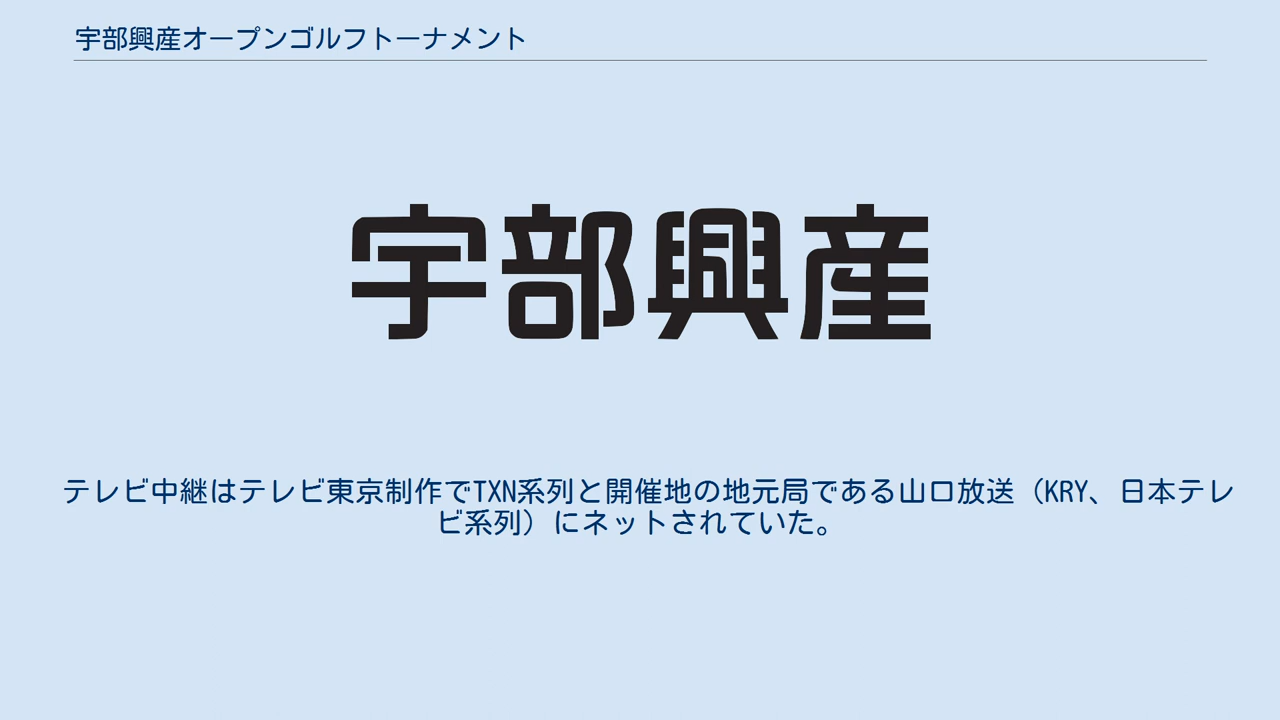 宇部興産オープンゴルフトーナメント
宇部興産
テレビ中継はテレビ東京制作でTXN系列と開催地の地元局である山口放送（KRY、日本テレ
ビ系列）にネットされていた。